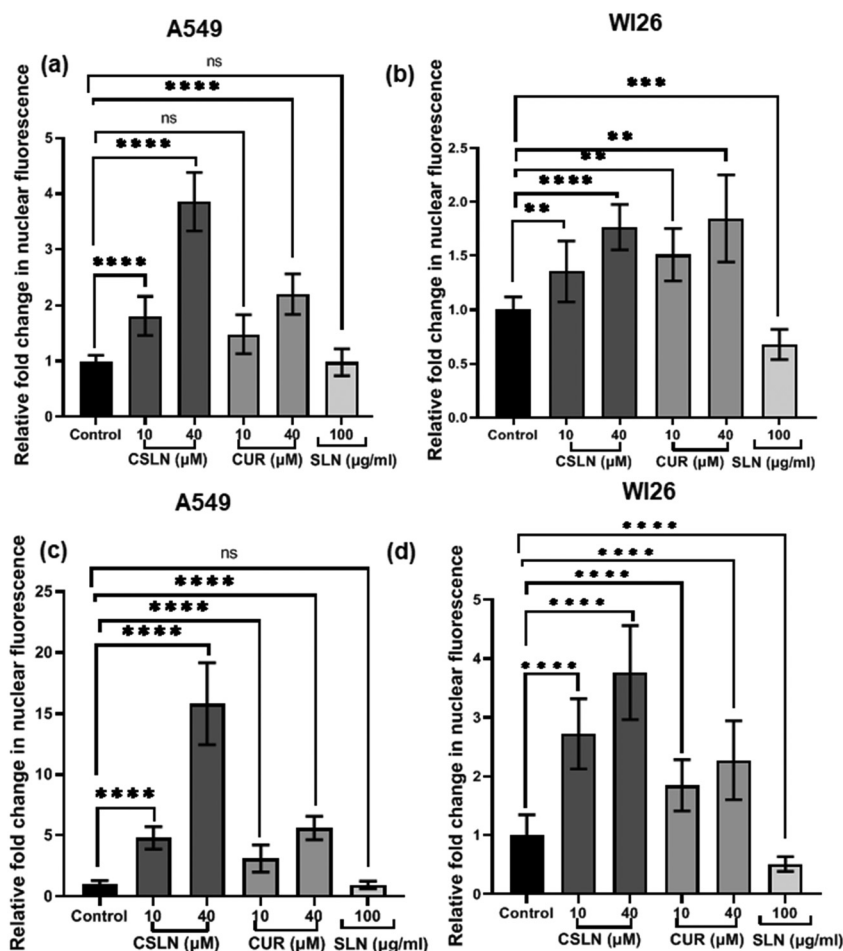 A549
(a)
ns
****
ns
****
****
Relative fold change in nuclear fluorescence
5
4
3
2
1
0
Control
10
40
10
40
100
CSLN (µM)
CUR (µM)
SLN (µg/ml)
WI26
(b)
***
**
**
****
**
Relative fold change in nuclear fluorescence
2.5
2.0
1.5
1.0
0.5
0.0
Control
10
40
10
40
100
CSLN (µM)
CUR (µM)
SLN (µg/ml)
A549
(c)
ns
****
****
****
****
Relative fold change in nuclear fluorescence
25
20
15
10
5
0
Control
10
40
10
40
100
CSLN (µM)
CUR (µM)
SLN (µg/ml)
WI26
(d)
****
****
****
****
****
Relative fold change in nuclear fluorescence
5
4
3
2
1
0
Control
10
40
10
40
100
CSLN (µM)
CUR (µM)
SLN (µg/ml)